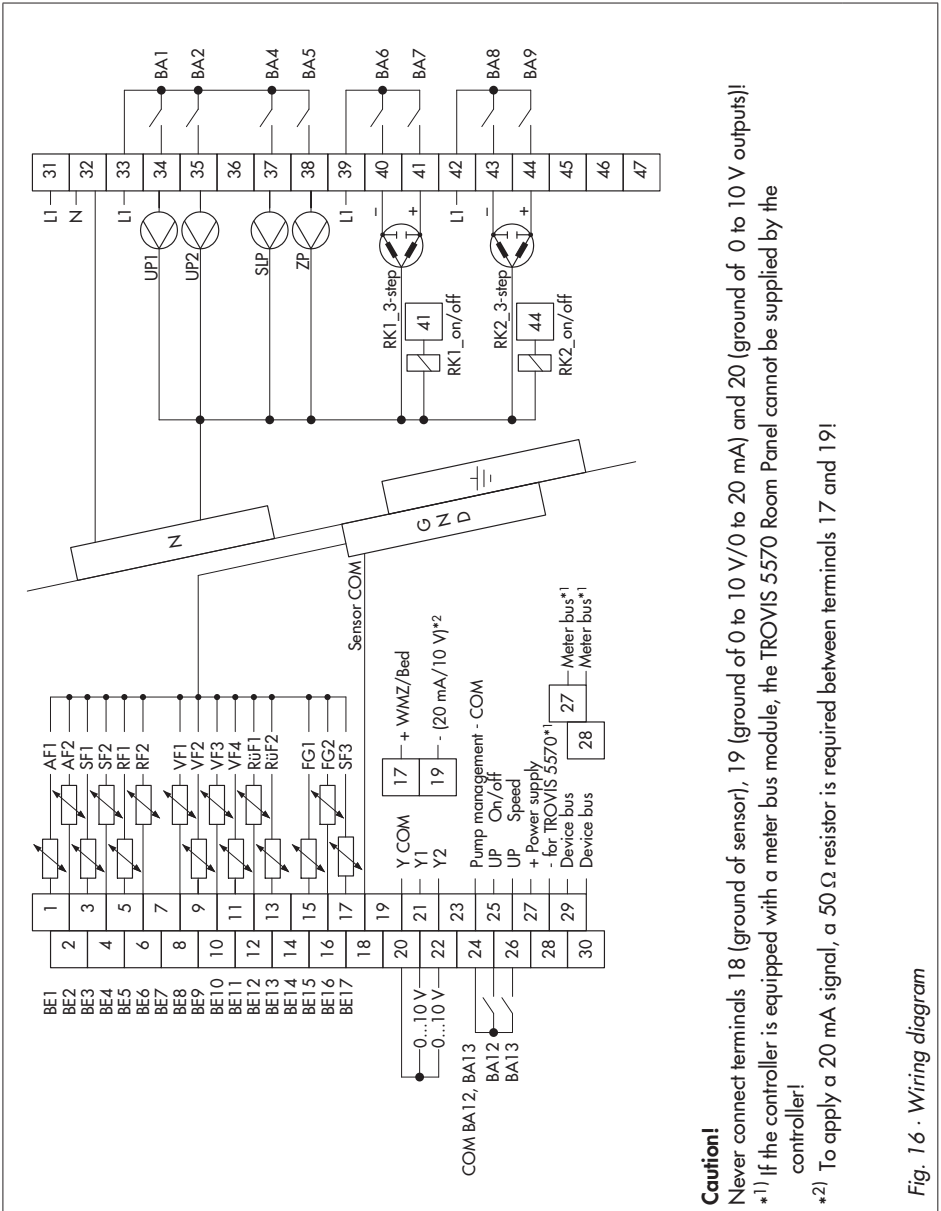 BE1
BE2
BE3
BE4
BE5
BE6
BE7
BE8
BE9
BE10
BE11
BE12
BE13
BE14
BE15
BE16
BE17
1
2
3
4
5
6
7
8
9
10
11
12
13
14
15
16
17
18
19
20
21
22
23
24
25
26
27
28
29
30
AF1
AF2
SF1
SF2
RF1
RF2
VF1
VF2
VF3
VF4
RüF1
RüF2
FG1
FG2
SF3
Sensor COM
0...10 V
0...10 V
COM BA12, BA13
BA12
BA13
Y COM
Y1
Y2
17 + WMZ/Bed
19 - (20 mA/10 V)*2
Pump management - COM
UP On/off
UP Speed
+ Power supply
- for TROVIS 5570*1
Device bus
Device bus
27 Meter bus*1
28 Meter bus*1
N
GND
L1
N
L1
UP1
UP2
SLP
ZP
L1
–
+
RK1_3-step
41
RK1_on/off
L1
–
+
RK2_3-step
44
RK2_on/off
31
32
33
34
35
36
37
38
39
40
41
42
43
44
45
46
47
BA1
BA2
BA4
BA5
BA6
BA7
BA8
BA9
Caution!
Never connect terminals 18 (ground of sensor), 19 (ground of 0 to 10 V/0 to 20 mA) and 20 (ground of 0 to 10 V outputs)!
*1) If the controller is equipped with a meter bus module, the TROVIS 5570 Room Panel cannot be supplied by the
controller!
*2) To apply a 20 mA signal, a 50 Ω resistor is required between terminals 17 and 19!
Fig. 16 · Wiring diagram